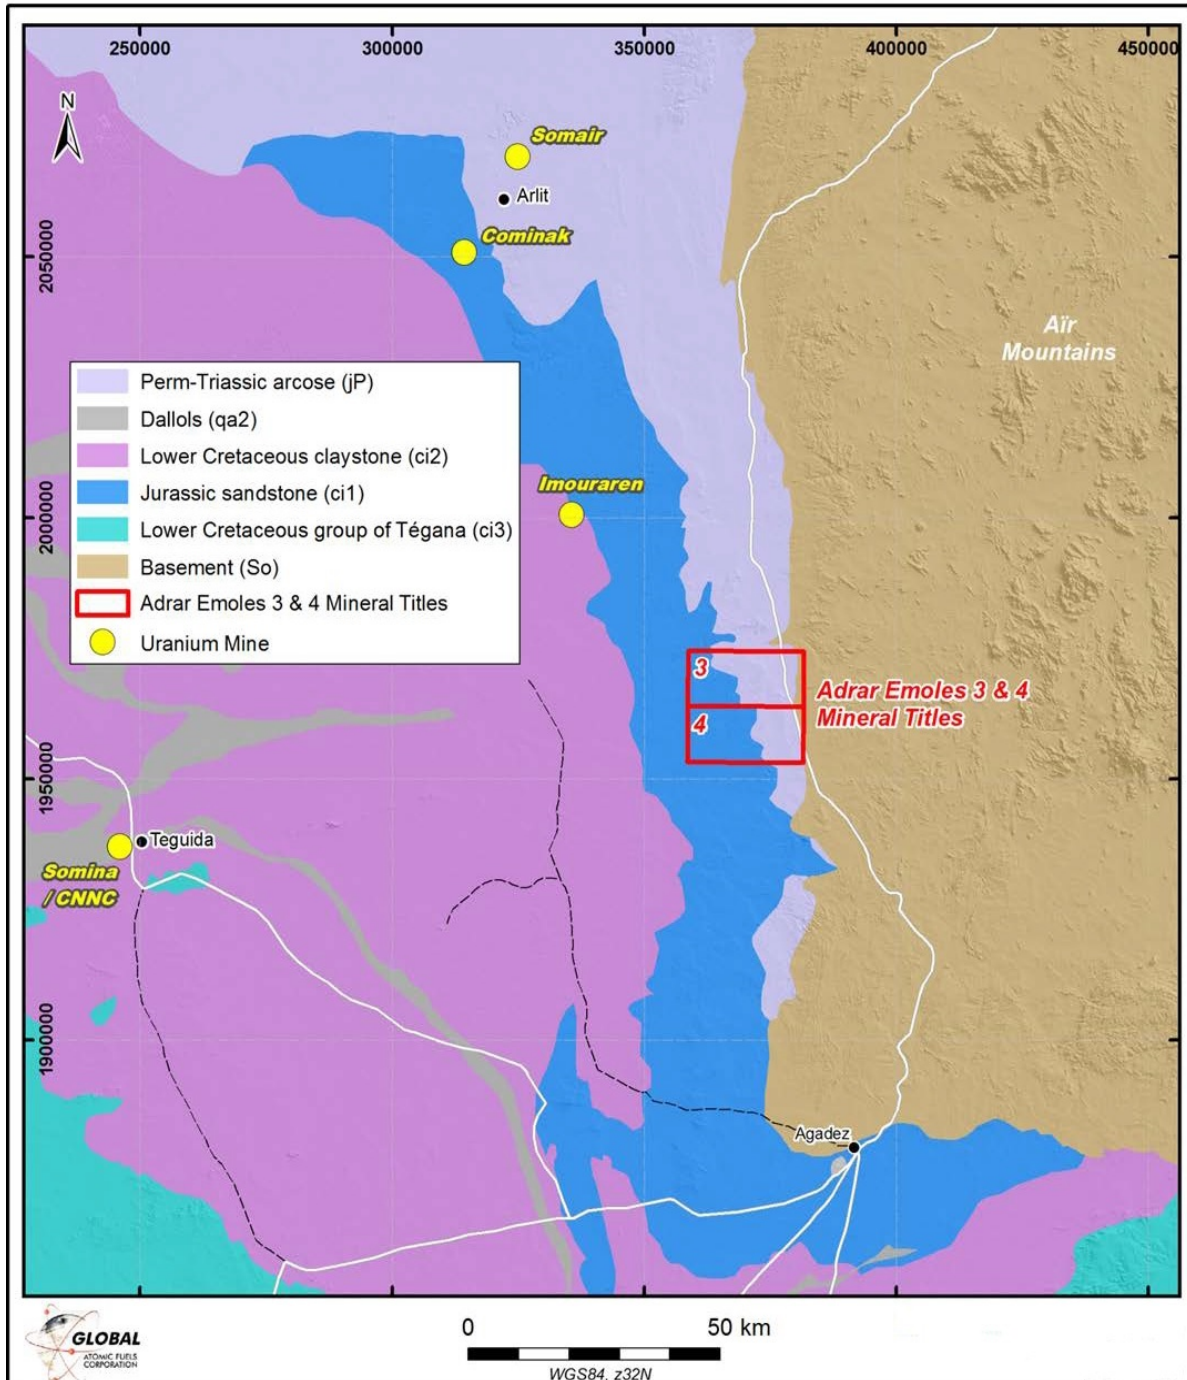 250000
300000
350000
400000
450000
N
Somair
Arlit
Cominak
2050000
Aïr
Mountains
Perm-Triassic arcose (jP)
Dallols (qa2)
Lower Cretaceous claystone (ci2)
Jurassic sandstone (ci1)
Lower Cretaceous group of Tégana (ci3)
Basement (So)
Adrar Emoles 3 & 4 Mineral Titles
Uranium Mine
Imouraren
2000000
3
4
Adrar Emoles 3 & 4
Mineral Titles
1950000
Teguida
Somina
/ CNNC
1900000
Agadez
GLOBAL
ATOMIC FUELS
CORPORATION
0
50 km
WGS84, z32N